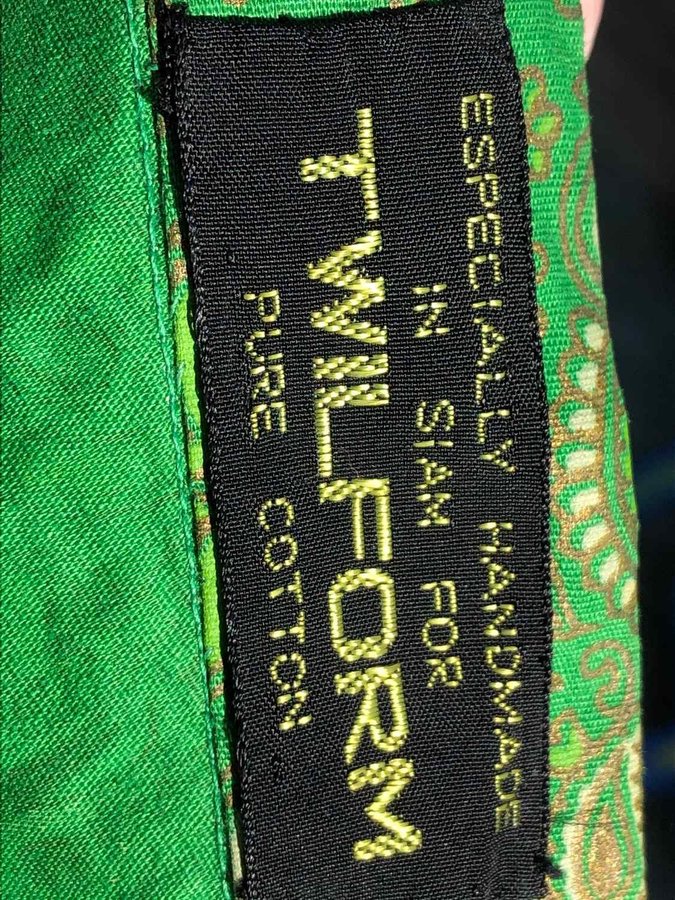 ESPECIALLY HANDMADE
IN SIAM FOR
TWILFORM
PURE COTTON